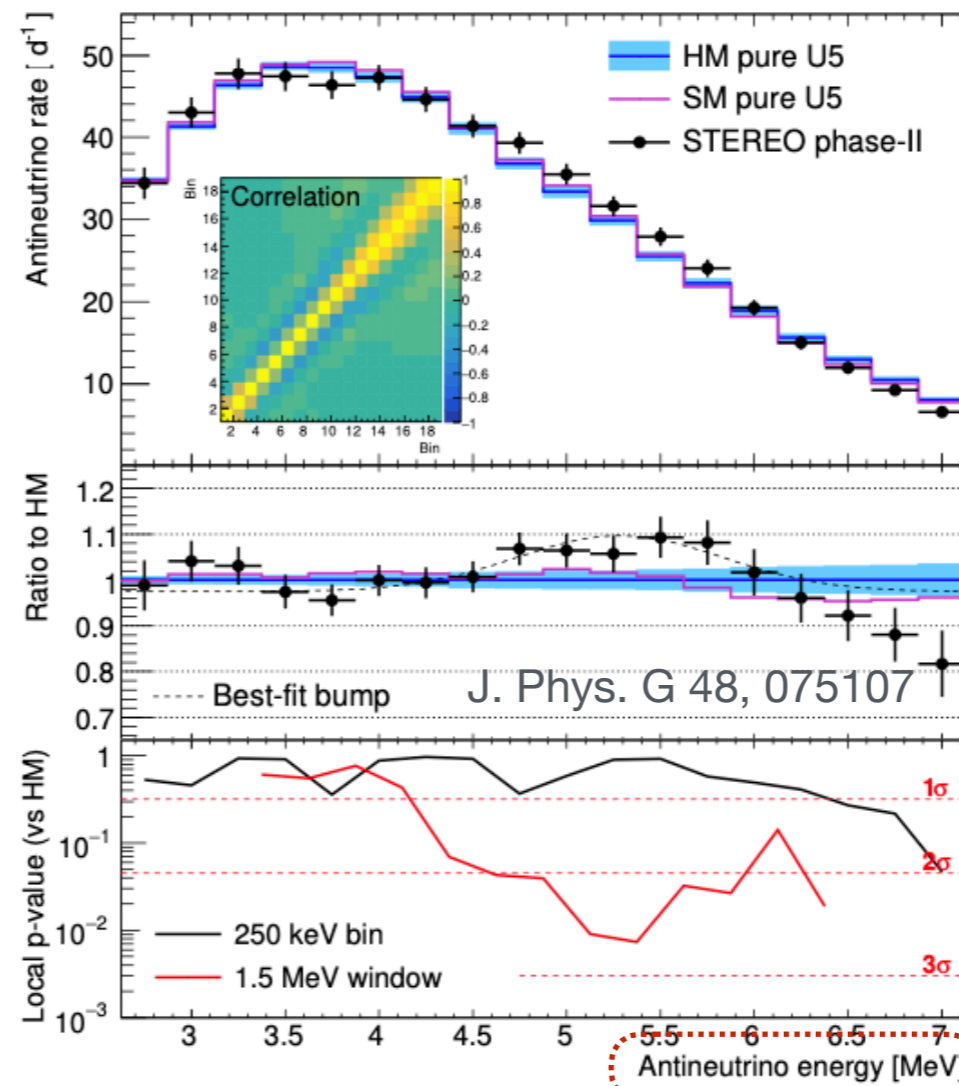 Antineutrino rate [ d⁻¹]
50
40
30
20
10
HM pure U5
SM pure U5
STEREO phase-II
Correlation
Bin
18
16
14
12
10
8
6
4
2
2 4 6 8 10 12 14 16 18
Bin
1
0.8
0.6
0.4
0.2
0
−0.2
−0.4
−0.6
−0.8
−1
Ratio to HM
1.2
1.1
1
0.9
0.8
0.7
Best-fit bump
J. Phys. G 48, 075107
Local p-value (vs HM)
1
10⁻¹
10⁻²
10⁻³
1σ
2σ
3σ
250 keV bin
1.5 MeV window
3 3.5 4 4.5 5 5.5 6 6.5 7
Antineutrino energy [MeV]